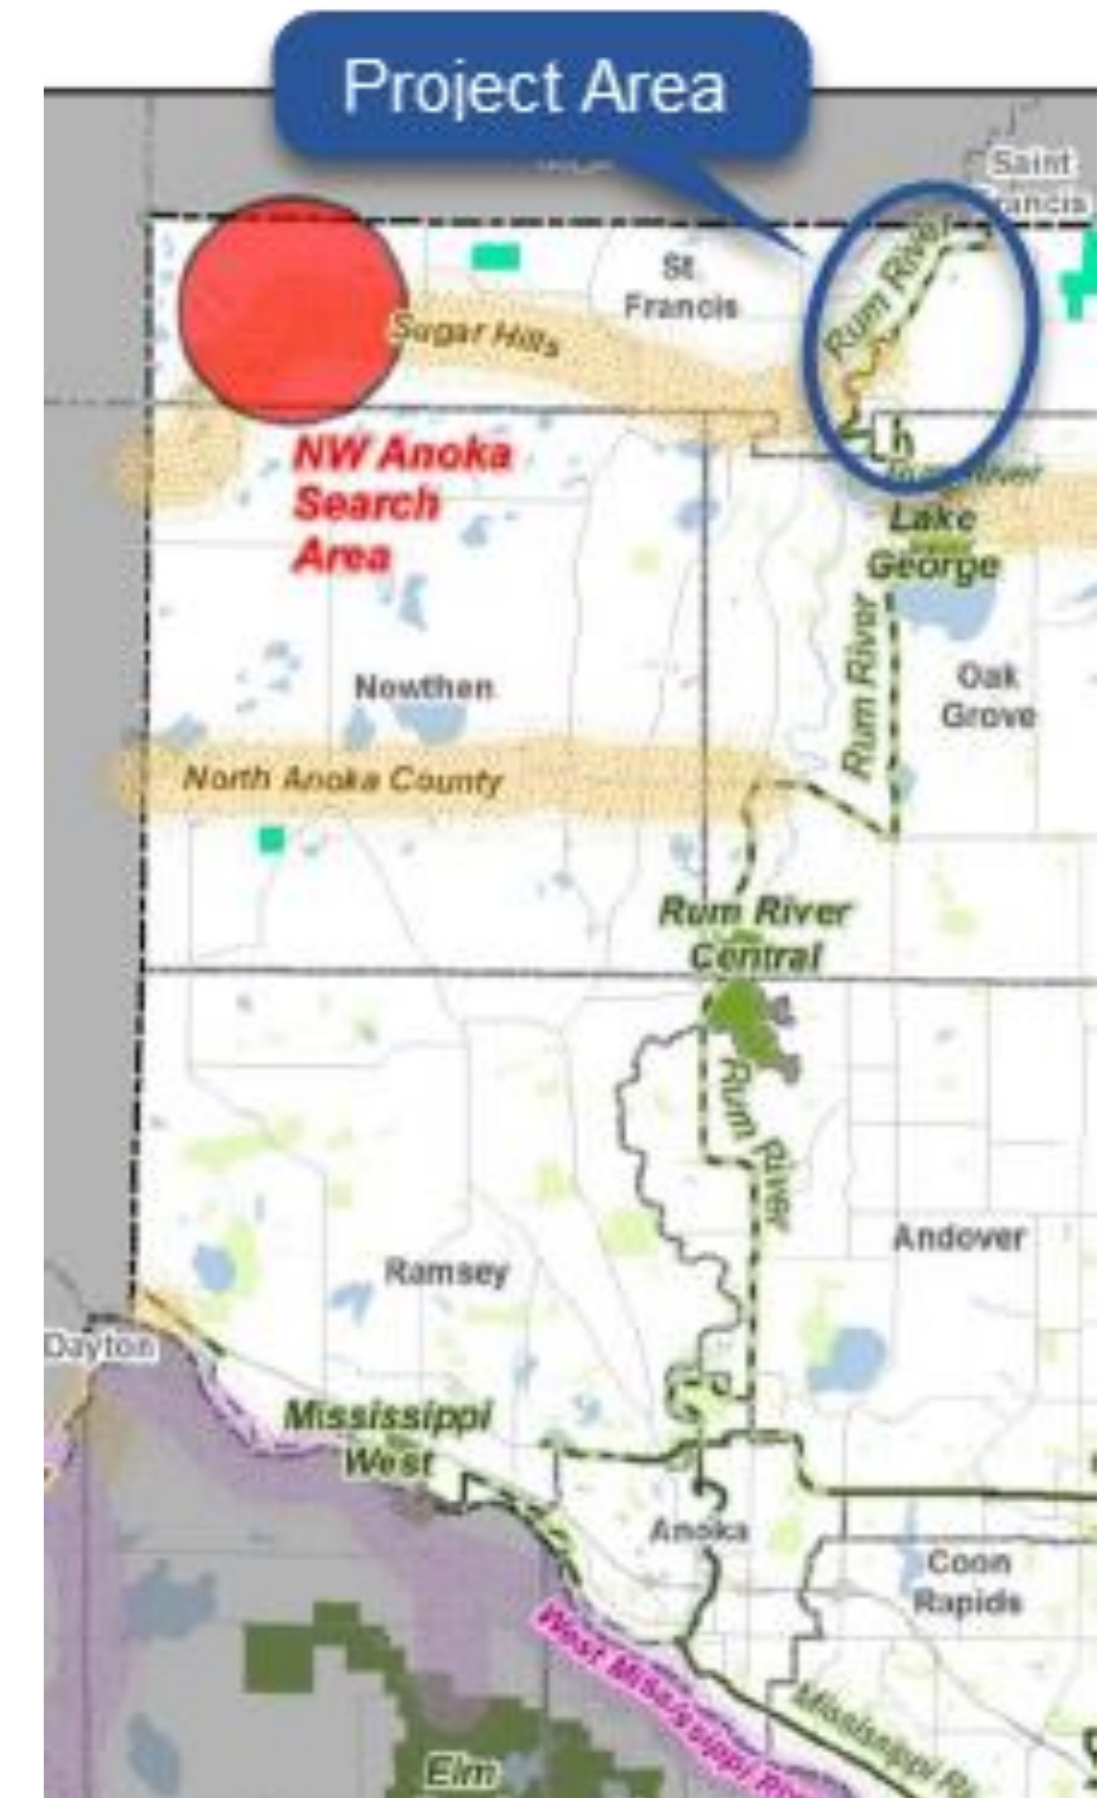 Project Area
Saint
Francis
Rum River
St.
Francis
Sugar Hills
NW Anoka
Search
Area
Lake
George
Rum River
Oak
Grove
Nowthen
North Anoka County
Rum River
Central
Rum River
Andover
Ramsey
Dayton
Mississippi
West
Anoka
Coon
Rapids
West Mississippi
Mississippi
Elm